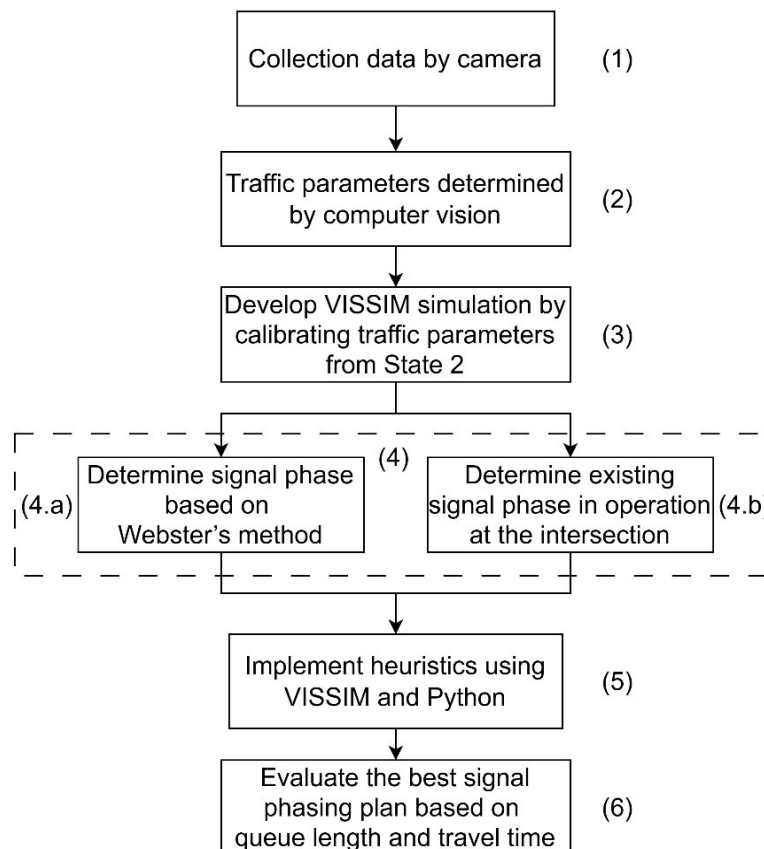 Collection data by camera (1)
Traffic parameters determined
by computer vision
(2)
Develop VISSIM simulation by
calibrating traffic parameters
from State 2
(3)
(4)
(4.a)
Determine signal phase
based on
Webster's method
Determine existing
signal phase in operation
at the intersection
(4.b)
Implement heuristics using
VISSIM and Python
(5)
Evaluate the best signal
phasing plan based on
queue length and travel time
(6)